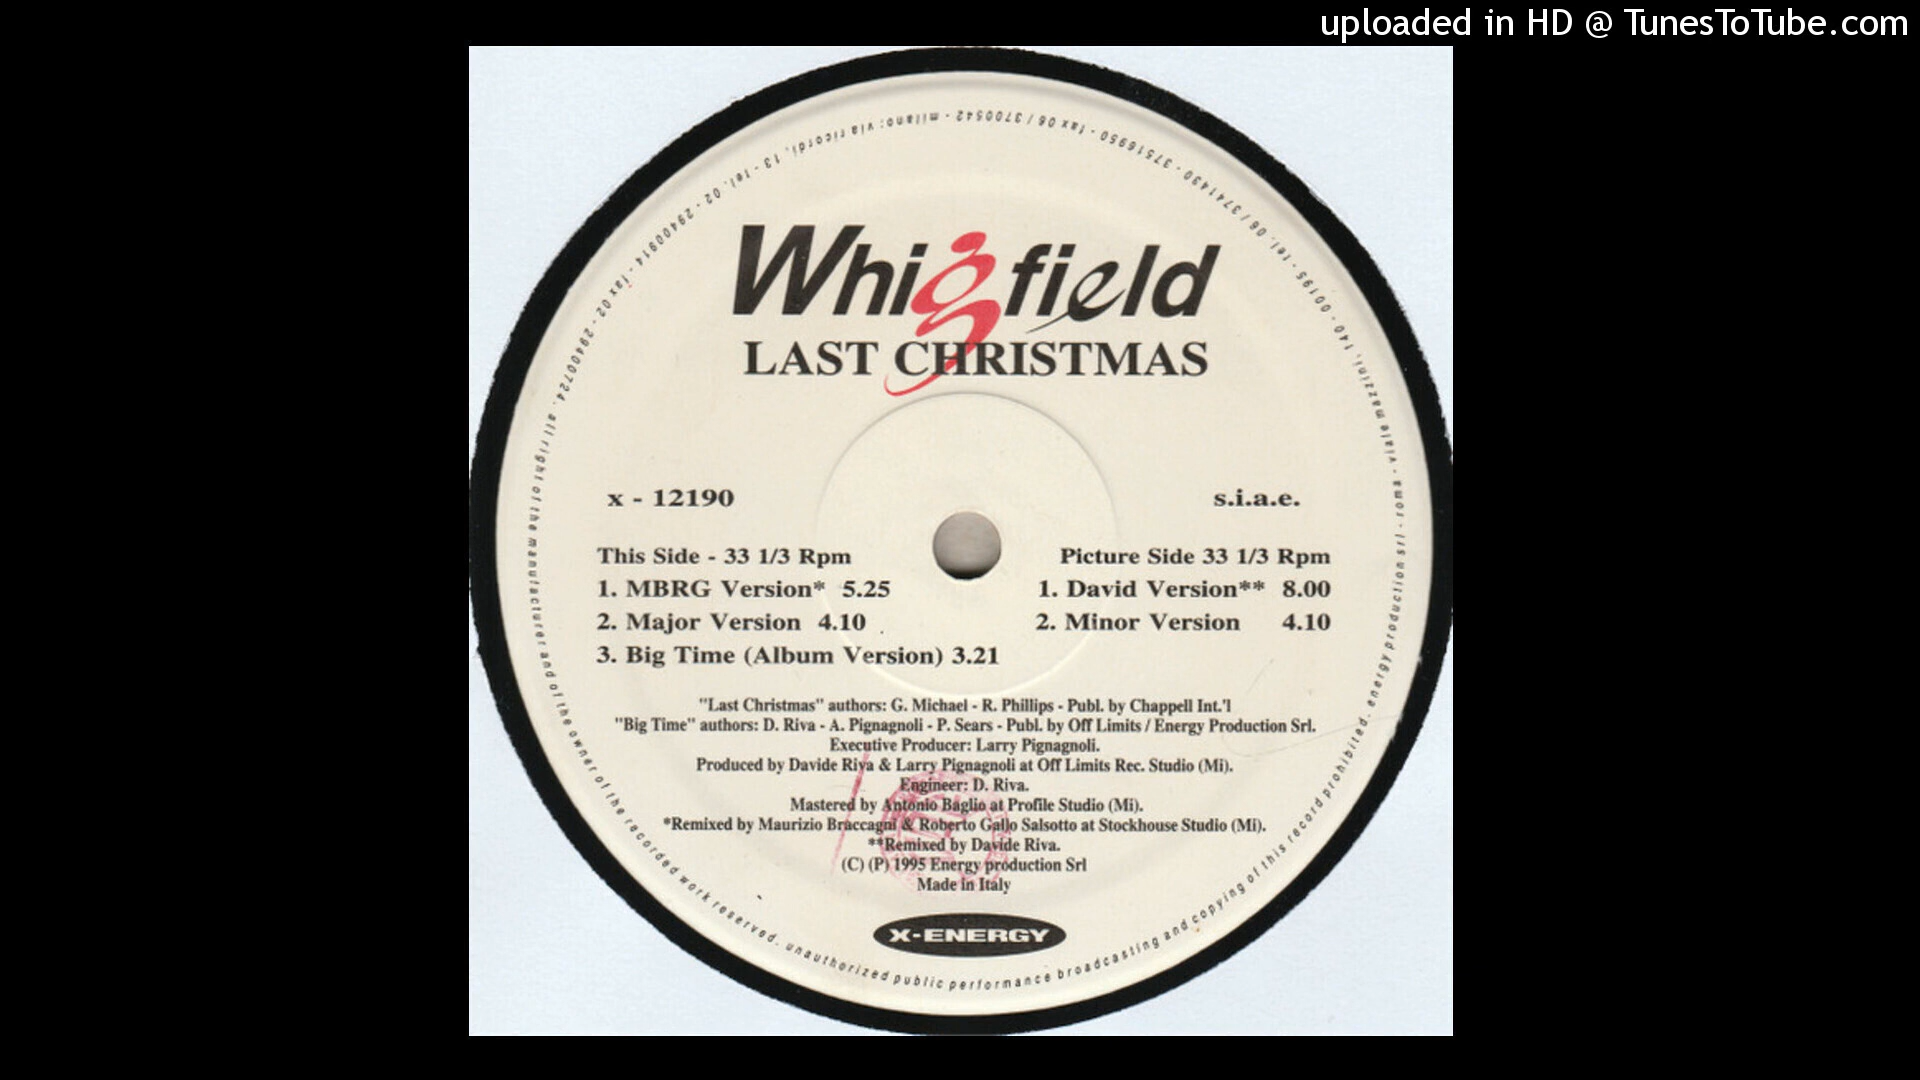 uploaded in HD @ TunesToTube.com
Whigfield
LAST CHRISTMAS
x - 12190
s.i.a.e.
This Side - 33 1/3 Rpm
1. MBRG Version* 5.25
2. Major Version 4.10
3. Big Time (Album Version) 3.21
Picture Side 33 1/3 Rpm
1. David Version** 8.00
2. Minor Version 4.10
"Last Christmas" authors: G. Michael - R. Phillips - Publ. by Chappell Int.'l
"Big Time" authors: D. Riva - A. Pignagnoli - P. Sears - Publ. by Off Limits / Energy Production Srl.
Executive Producer: Larry Pignagnoli.
Produced by Davide Riva & Larry Pignagnoli at Off Limits Rec. Studio (Mi).
Engineer: D. Riva.
Mastered by Antonio Baglio at Profile Studio (Mi).
*Remixed by Maurizio Braccagni & Roberto Gallo Salsotto at Stockhouse Studio (Mi).
**Remixed by Davide Riva.
(C) (P) 1995 Energy production Srl
Made in Italy
X-ENERGY
all right of the manufacturer and of the owner of the recorded work reserved. unauthorized public performance broadcasting and copying of this record prohibited. energy production srl - roma - viale mazzini, 140 - 00195 - tel. 06 / 3741430 - 37516950 - fax 06 / 3700542 - milano: via ricordi, 13 - tel. 02 - 29400914 - fax 02 - 29400724.